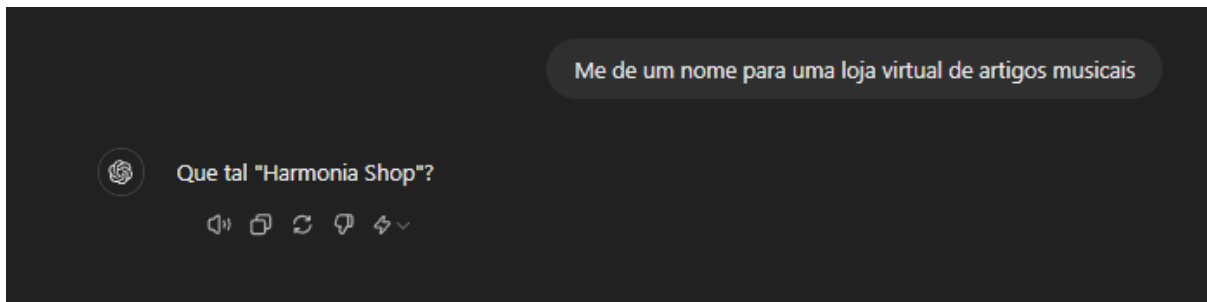 Me de um nome para uma loja virtual de artigos musicais
Que tal "Harmonia Shop"?